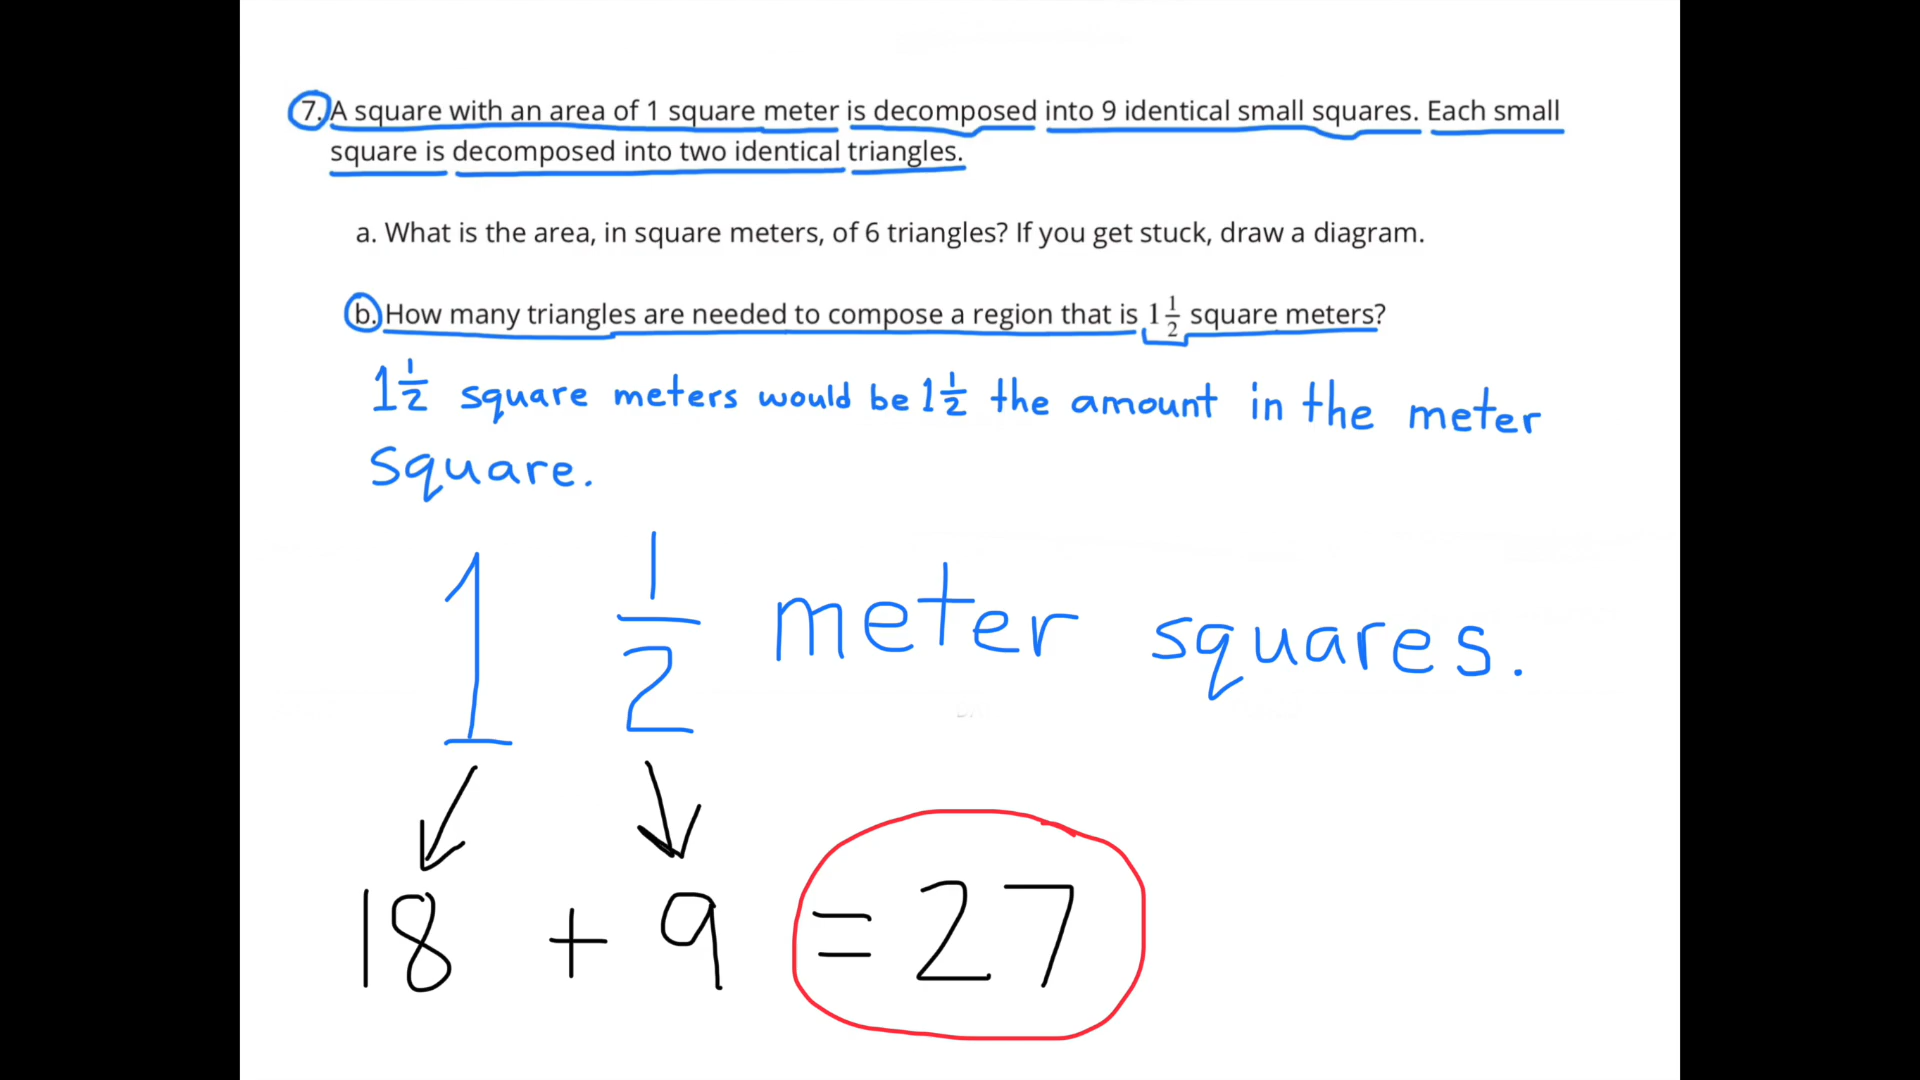 7. A square with an area of 1 square meter is decomposed into 9 identical small squares. Each small
square is decomposed into two identical triangles.
a. What is the area, in square meters, of 6 triangles? If you get stuck, draw a diagram.
b. How many triangles are needed to compose a region that is 1 1/2 square meters?
1 1/2 square meters would be 1 1/2 the amount in the meter
square.
1 1/2 meter squares.
18 + 9 = 27